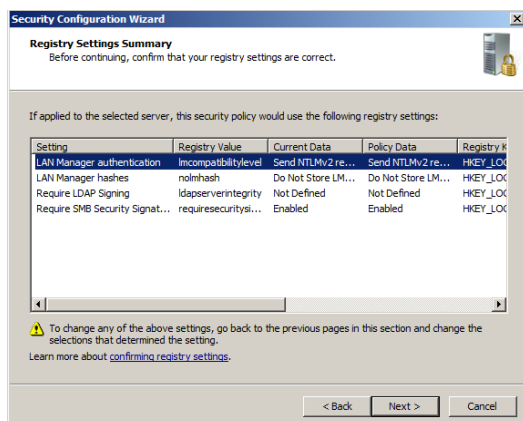 Security Configuration Wizard
Registry Settings Summary
Before continuing, confirm that your registry settings are correct.
If applied to the selected server, this security policy would use the following registry settings:
Setting Registry Value Current Data Policy Data Registry K
LAN Manager authentication lmcompatibilitylevel Send NTLMv2 re... Send NTLMv2 re... HKEY_LOC
LAN Manager hashes nolmhash Do Not Store LM... Do Not Store LM... HKEY_LOC
Require LDAP Signing ldapserverintegrity Not Defined Not Defined HKEY_LOC
Require SMB Security Signat... requiresecuritysi... Enabled Enabled HKEY_LOC
To change any of the above settings, go back to the previous pages in this section and change the
selections that determined the setting.
Learn more about confirming registry settings.
< Back Next > Cancel